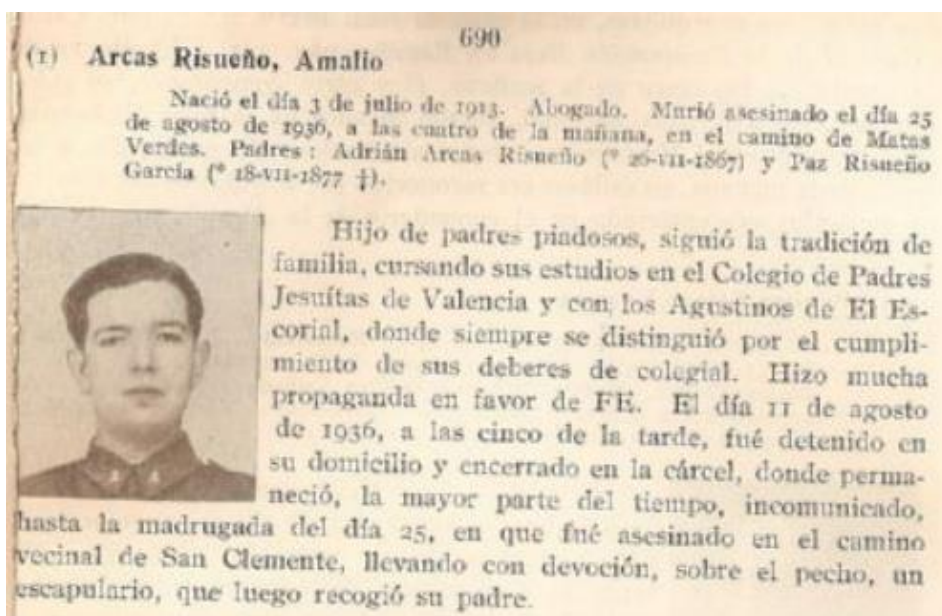 690
(1) Arcas Risueño, Amalio
Nació el día 3 de julio de 1913. Abogado. Murió asesinado el día 25
de agosto de 1936, a las cuatro de la mañana, en el camino de Matas
Verdes. Padres: Adrián Arcas Risueño (* 26-VII-1867) y Paz Risueño
García (* 18-VII-1877 †).
Hijo de padres piadosos, siguió la tradición de
familia, cursando sus estudios en el Colegio de Padres
Jesuítas de Valencia y con los Agustinos de El Es-
corial, donde siempre se distinguió por el cumpli-
miento de sus deberes de colegial. Hizo mucha
propaganda en favor de FE. El día 11 de agosto
de 1936, a las cinco de la tarde, fué detenido en
su domicilio y encerrado en la cárcel, donde perma-
neció, la mayor parte del tiempo, incomunicado,
hasta la madrugada del día 25, en que fué asesinado en el camino
vecinal de San Clemente, llevando con devoción, sobre el pecho, un
escapulario, que luego recogió su padre.